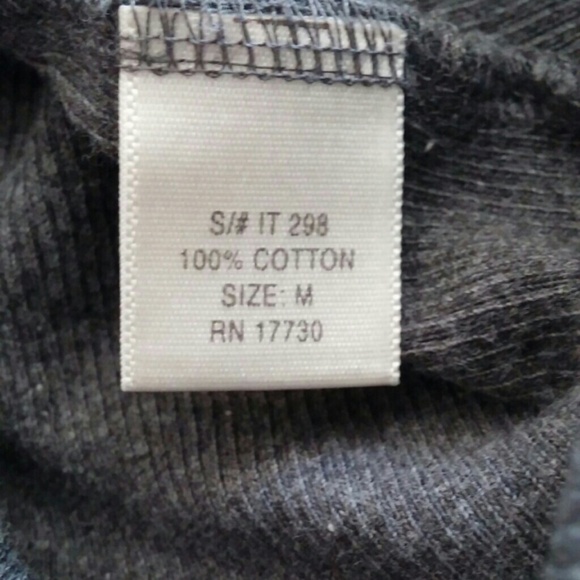 S/# IT 298
100% COTTON
SIZE: M
RN 17730